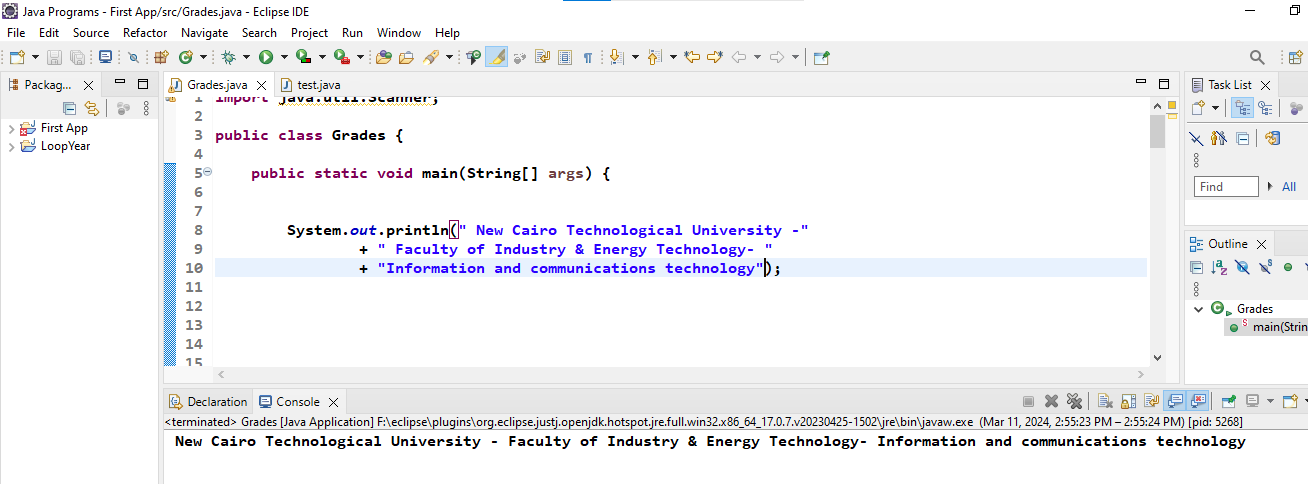 Java Programs - First App/src/Grades.java - Eclipse IDE
File Edit Source Refactor Navigate Search Project Run Window Help
Packag...
Grades.java
test.java
Task List
First App
LoopYear
1 import java.util.Scanner;
2
3 public class Grades {
4
5 public static void main(String[] args) {
6
7
8 System.out.println(" New Cairo Technological University -"
9 + " Faculty of Industry & Energy Technology- "
10 + "Information and communications technology");
11
12
13
14
15
Find
All
Outline
Grades
main(Strin
Declaration
Console
<terminated> Grades [Java Application] F:\eclipse\plugins\org.eclipse.justj.openjdk.hotspot.jre.full.win32.x86_64_17.0.7.v20230425-1502\jre\bin\javaw.exe (Mar 11, 2024, 2:55:23 PM – 2:55:24 PM) [pid: 5268]
New Cairo Technological University - Faculty of Industry & Energy Technology- Information and communications technology